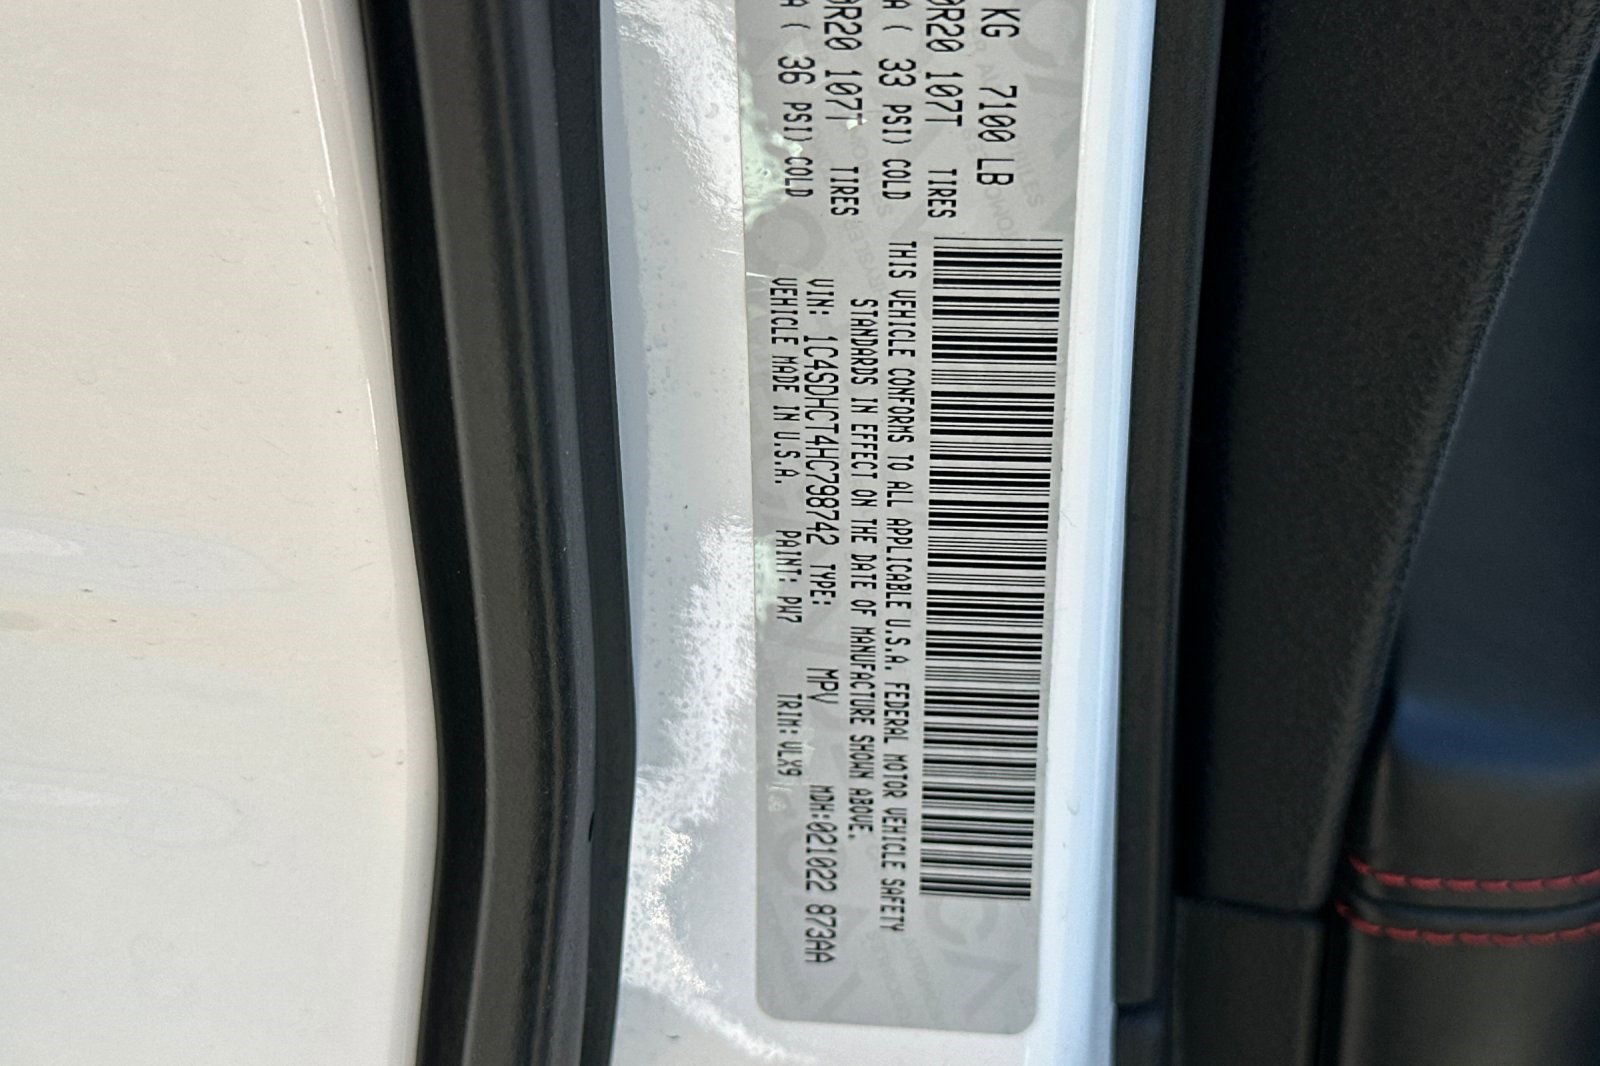 KG 7100 LB
0R20 107T TIRES
A ( 33 PSI) COLD
0R20 107T TIRES
A ( 36 PSI) COLD
THIS VEHICLE CONFORMS TO ALL APPLICABLE U.S.A. FEDERAL MOTOR VEHICLE SAFETY
STANDARDS IN EFFECT ON THE DATE OF MANUFACTURE SHOWN ABOVE.
VIN: 1C4SDHCT4HC798742 TYPE: MPV MDH:021022 873AA
VEHICLE MADE IN U.S.A. PAINT: PW7 TRIM: VLX9